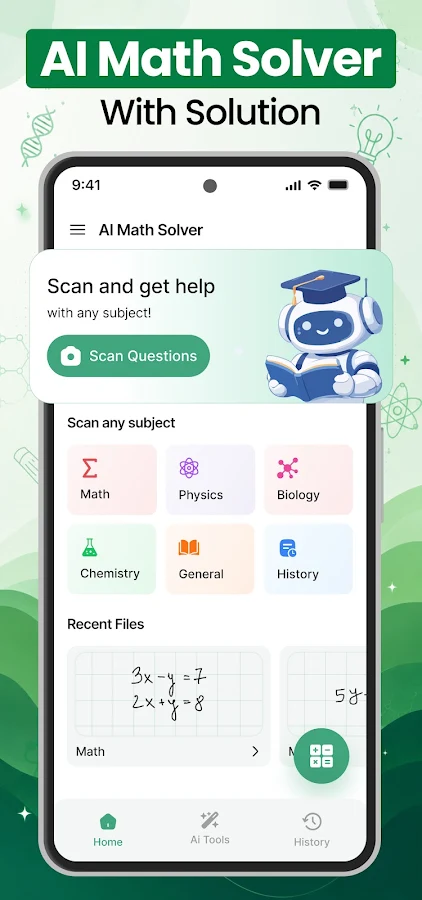 AI Math Solver
With Solution
9:41
AI Math Solver
Scan and get help
with any subject!
Scan Questions
Scan any subject
Math
Physics
Biology
Chemistry
General
History
Recent Files
3x-y=7
2x+y=8
5y-
Math
M
Home
Ai Tools
History